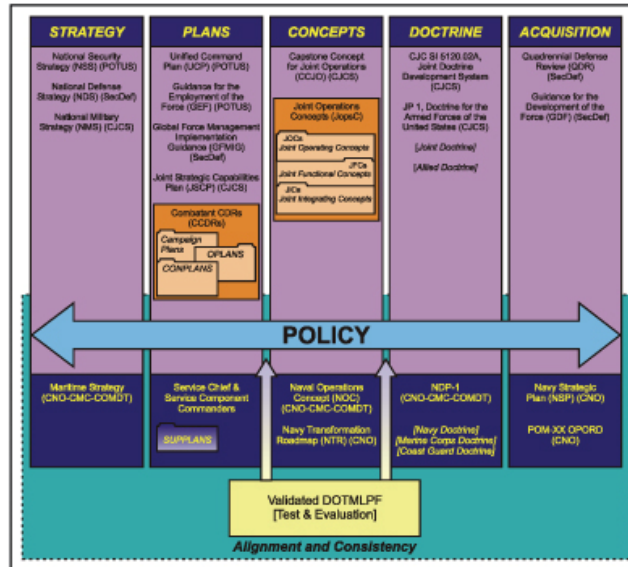 STRATEGY
National Security
Strategy (NSS) (POTUS)
National Defense
Strategy (NDS) (SecDef)
National Military
Strategy (NMS) (CJCS)
PLANS
Unified Command
Plan (UCP) (POTUS)
Guidance for the
Employment of the
Force (GEF) (POTUS)
Global Force Management
Implementation
Guidance (GFMIG)
(SecDef)
Joint Strategic Capabilities
Plan (JSCP) (CJCS)
Combatant CDRs
(CCDRs)
Campaign
Plans
OPLANS
CONPLANS
CONCEPTS
Capstone Concept
for Joint Operations
(CCJO) (CJCS)
Joint Operations
Concepts (JopsC)
JOCs
Joint Operating Concepts
JFCs
Joint Functional Concepts
JICs
Joint Integrating Concepts
DOCTRINE
CJC SI 5120.02A,
Joint Doctrine
Development System
(CJCS)
JP 1, Doctrine for the
Armed Forces of the
United States (CJCS)
[Joint Doctrine]
[Allied Doctrine]
ACQUISITION
Quadrennial Defense
Review (QDR)
(SecDef)
Guidance for the
Development of the
Force (GDF) (SecDef)
POLICY
Maritime Strategy
(CNO-CMC-COMDT)
Service Chief &
Service Component
Commanders
SUPPLANS
Naval Operations
Concept (NOC)
(CNO-CMC-COMDT)
Navy Transformation
Roadmap (NTR) (CNO)
NDP-1
(CNO-CMC-COMDT)
[Navy Doctrine]
[Marine Corps Doctrine]
[Coast Guard Doctrine]
Navy Strategic
Plan (NSP) (CNO)
POM-XX OPORD
(CNO)
Validated DOTMLPF
[Test & Evaluation]
Alignment and Consistency